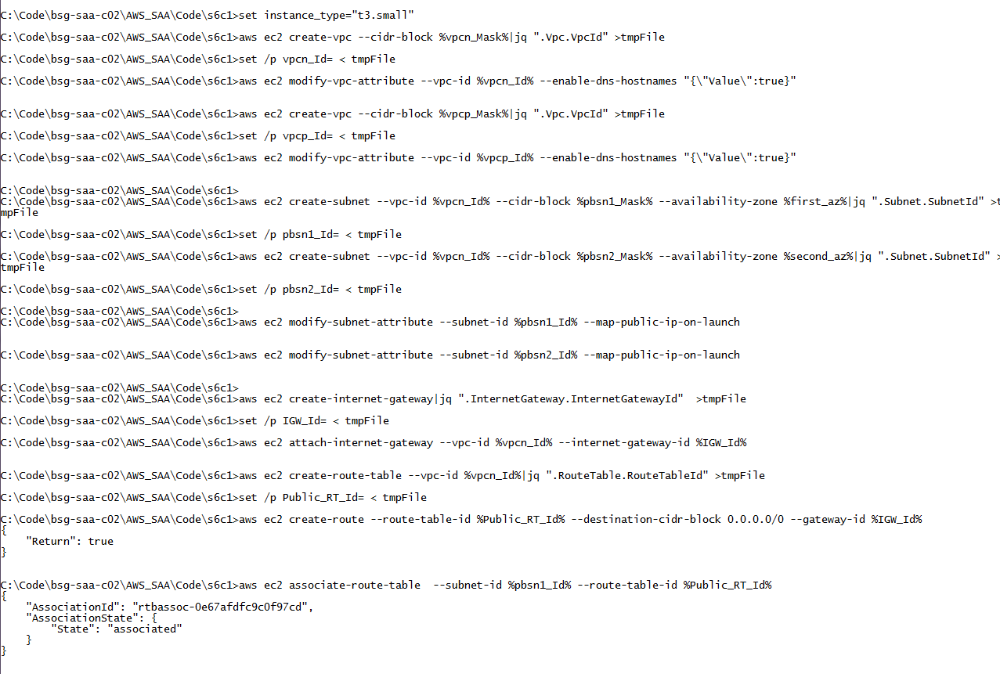 C:\Code\bsg-saa-c02\AWS_SAA\Code\s6c1>set instance_type="t3.small"
C:\Code\bsg-saa-c02\AWS_SAA\Code\s6c1>aws ec2 create-vpc --cidr-block %vpcn_Mask%|jq ".Vpc.VpcId" >tmpFile
C:\Code\bsg-saa-c02\AWS_SAA\Code\s6c1>set /p vpcn_Id= < tmpFile
C:\Code\bsg-saa-c02\AWS_SAA\Code\s6c1>aws ec2 modify-vpc-attribute --vpc-id %vpcn_Id% --enable-dns-hostnames "{\"Value\":true}"
C:\Code\bsg-saa-c02\AWS_SAA\Code\s6c1>aws ec2 create-vpc --cidr-block %vpcp_Mask%|jq ".Vpc.VpcId" >tmpFile
C:\Code\bsg-saa-c02\AWS_SAA\Code\s6c1>set /p vpcp_Id= < tmpFile
C:\Code\bsg-saa-c02\AWS_SAA\Code\s6c1>aws ec2 modify-vpc-attribute --vpc-id %vpcp_Id% --enable-dns-hostnames "{\"Value\":true}"
C:\Code\bsg-saa-c02\AWS_SAA\Code\s6c1>
C:\Code\bsg-saa-c02\AWS_SAA\Code\s6c1>aws ec2 create-subnet --vpc-id %vpcn_Id% --cidr-block %pbsn1_Mask% --availability-zone %first_az%|jq ".Subnet.SubnetId" >t
mpFile
C:\Code\bsg-saa-c02\AWS_SAA\Code\s6c1>set /p pbsn1_Id= < tmpFile
C:\Code\bsg-saa-c02\AWS_SAA\Code\s6c1>aws ec2 create-subnet --vpc-id %vpcn_Id% --cidr-block %pbsn2_Mask% --availability-zone %second_az%|jq ".Subnet.SubnetId" >
tmpFile
C:\Code\bsg-saa-c02\AWS_SAA\Code\s6c1>set /p pbsn2_Id= < tmpFile
C:\Code\bsg-saa-c02\AWS_SAA\Code\s6c1>
C:\Code\bsg-saa-c02\AWS_SAA\Code\s6c1>aws ec2 modify-subnet-attribute --subnet-id %pbsn1_Id% --map-public-ip-on-launch
C:\Code\bsg-saa-c02\AWS_SAA\Code\s6c1>aws ec2 modify-subnet-attribute --subnet-id %pbsn2_Id% --map-public-ip-on-launch
C:\Code\bsg-saa-c02\AWS_SAA\Code\s6c1>
C:\Code\bsg-saa-c02\AWS_SAA\Code\s6c1>aws ec2 create-internet-gateway|jq ".InternetGateway.InternetGatewayId"  >tmpFile
C:\Code\bsg-saa-c02\AWS_SAA\Code\s6c1>set /p IGW_Id= < tmpFile
C:\Code\bsg-saa-c02\AWS_SAA\Code\s6c1>aws ec2 attach-internet-gateway --vpc-id %vpcn_Id% --internet-gateway-id %IGW_Id%
C:\Code\bsg-saa-c02\AWS_SAA\Code\s6c1>aws ec2 create-route-table --vpc-id %vpcn_Id%|jq ".RouteTable.RouteTableId" >tmpFile
C:\Code\bsg-saa-c02\AWS_SAA\Code\s6c1>set /p Public_RT_Id= < tmpFile
C:\Code\bsg-saa-c02\AWS_SAA\Code\s6c1>aws ec2 create-route --route-table-id %Public_RT_Id% --destination-cidr-block 0.0.0.0/0 --gateway-id %IGW_Id%
{
    "Return": true
}
C:\Code\bsg-saa-c02\AWS_SAA\Code\s6c1>aws ec2 associate-route-table  --subnet-id %pbsn1_Id% --route-table-id %Public_RT_Id%
{
    "AssociationId": "rtbassoc-0e67afdfc9c0f97cd",
    "AssociationState": {
        "State": "associated"
    }
}